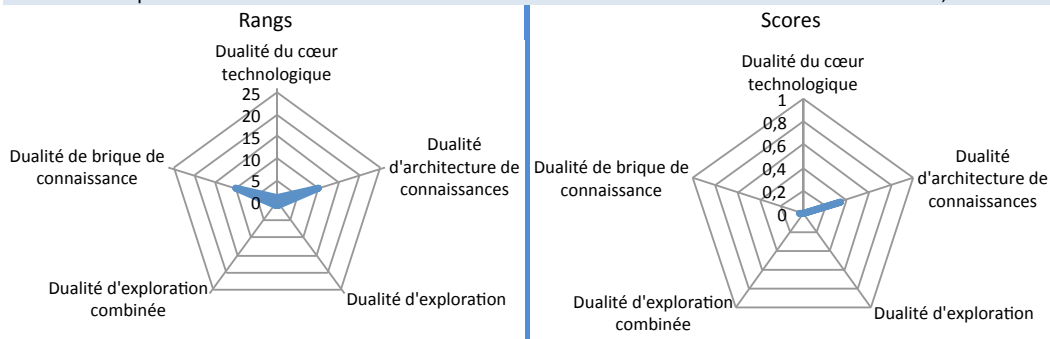 Rangs
Dualité du cœur
technologique
25
20
15
10
5
0
Dualité
d'architecture de
connaissances
Dualité de brique de
connaissance
Dualité d'exploration
combinée
Dualité d'exploration
Scores
Dualité du cœur
technologique
1
0,8
0,6
0,4
0,2
0
Dualité
d'architecture de
connaissances
Dualité de brique de
connaissance
Dualité d'exploration
combinée
Dualité d'exploration